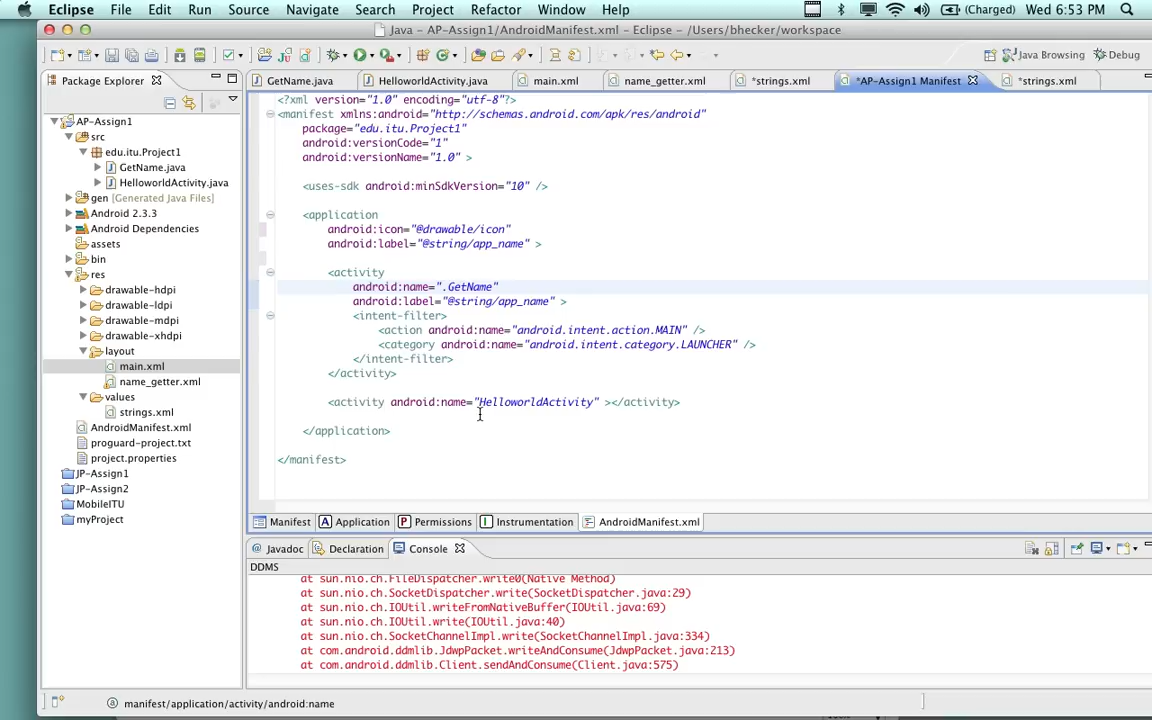 Eclipse File Edit Run Source Navigate Search Project Refactor Window Help (Charged) Wed 6:53 PM
Java – AP-Assign1/AndroidManifest.xml – Eclipse – /Users/bhecker/workspace
Java Browsing Debug
Package Explorer
GetName.java HelloworldActivity.java main.xml name_getter.xml *strings.xml *AP-Assign1 Manifest *strings.xml
AP-Assign1
src
edu.itu.Project1
GetName.java
HelloworldActivity.java
gen [Generated Java Files]
Android 2.3.3
Android Dependencies
assets
bin
res
drawable-hdpi
drawable-ldpi
drawable-mdpi
drawable-xhdpi
layout
main.xml
name_getter.xml
values
strings.xml
AndroidManifest.xml
proguard-project.txt
project.properties
JP-Assign1
JP-Assign2
MobileITU
myProject
<?xml version="1.0" encoding="utf-8"?>
<manifest xmlns:android="http://schemas.android.com/apk/res/android"
package="edu.itu.Project1"
android:versionCode="1"
android:versionName="1.0" >
<uses-sdk android:minSdkVersion="10" />
<application
android:icon="@drawable/icon"
android:label="@string/app_name" >
<activity
android:name=".GetName"
android:label="@string/app_name" >
<intent-filter>
<action android:name="android.intent.action.MAIN" />
<category android:name="android.intent.category.LAUNCHER" />
</intent-filter>
</activity>
<activity android:name="HelloworldActivity" ></activity>
</application>
</manifest>
Manifest A Application P Permissions I Instrumentation AndroidManifest.xml
@ Javadoc Declaration Console
DDMS
at sun.nio.ch.FileDispatcher.write0(Native Method)
at sun.nio.ch.SocketDispatcher.write(SocketDispatcher.java:29)
at sun.nio.ch.IOUtil.writeFromNativeBuffer(IOUtil.java:69)
at sun.nio.ch.IOUtil.write(IOUtil.java:40)
at sun.nio.ch.SocketChannelImpl.write(SocketChannelImpl.java:334)
at com.android.ddmlib.JdwpPacket.writeAndConsume(JdwpPacket.java:213)
at com.android.ddmlib.Client.sendAndConsume(Client.java:575)
manifest/application/activity/android:name